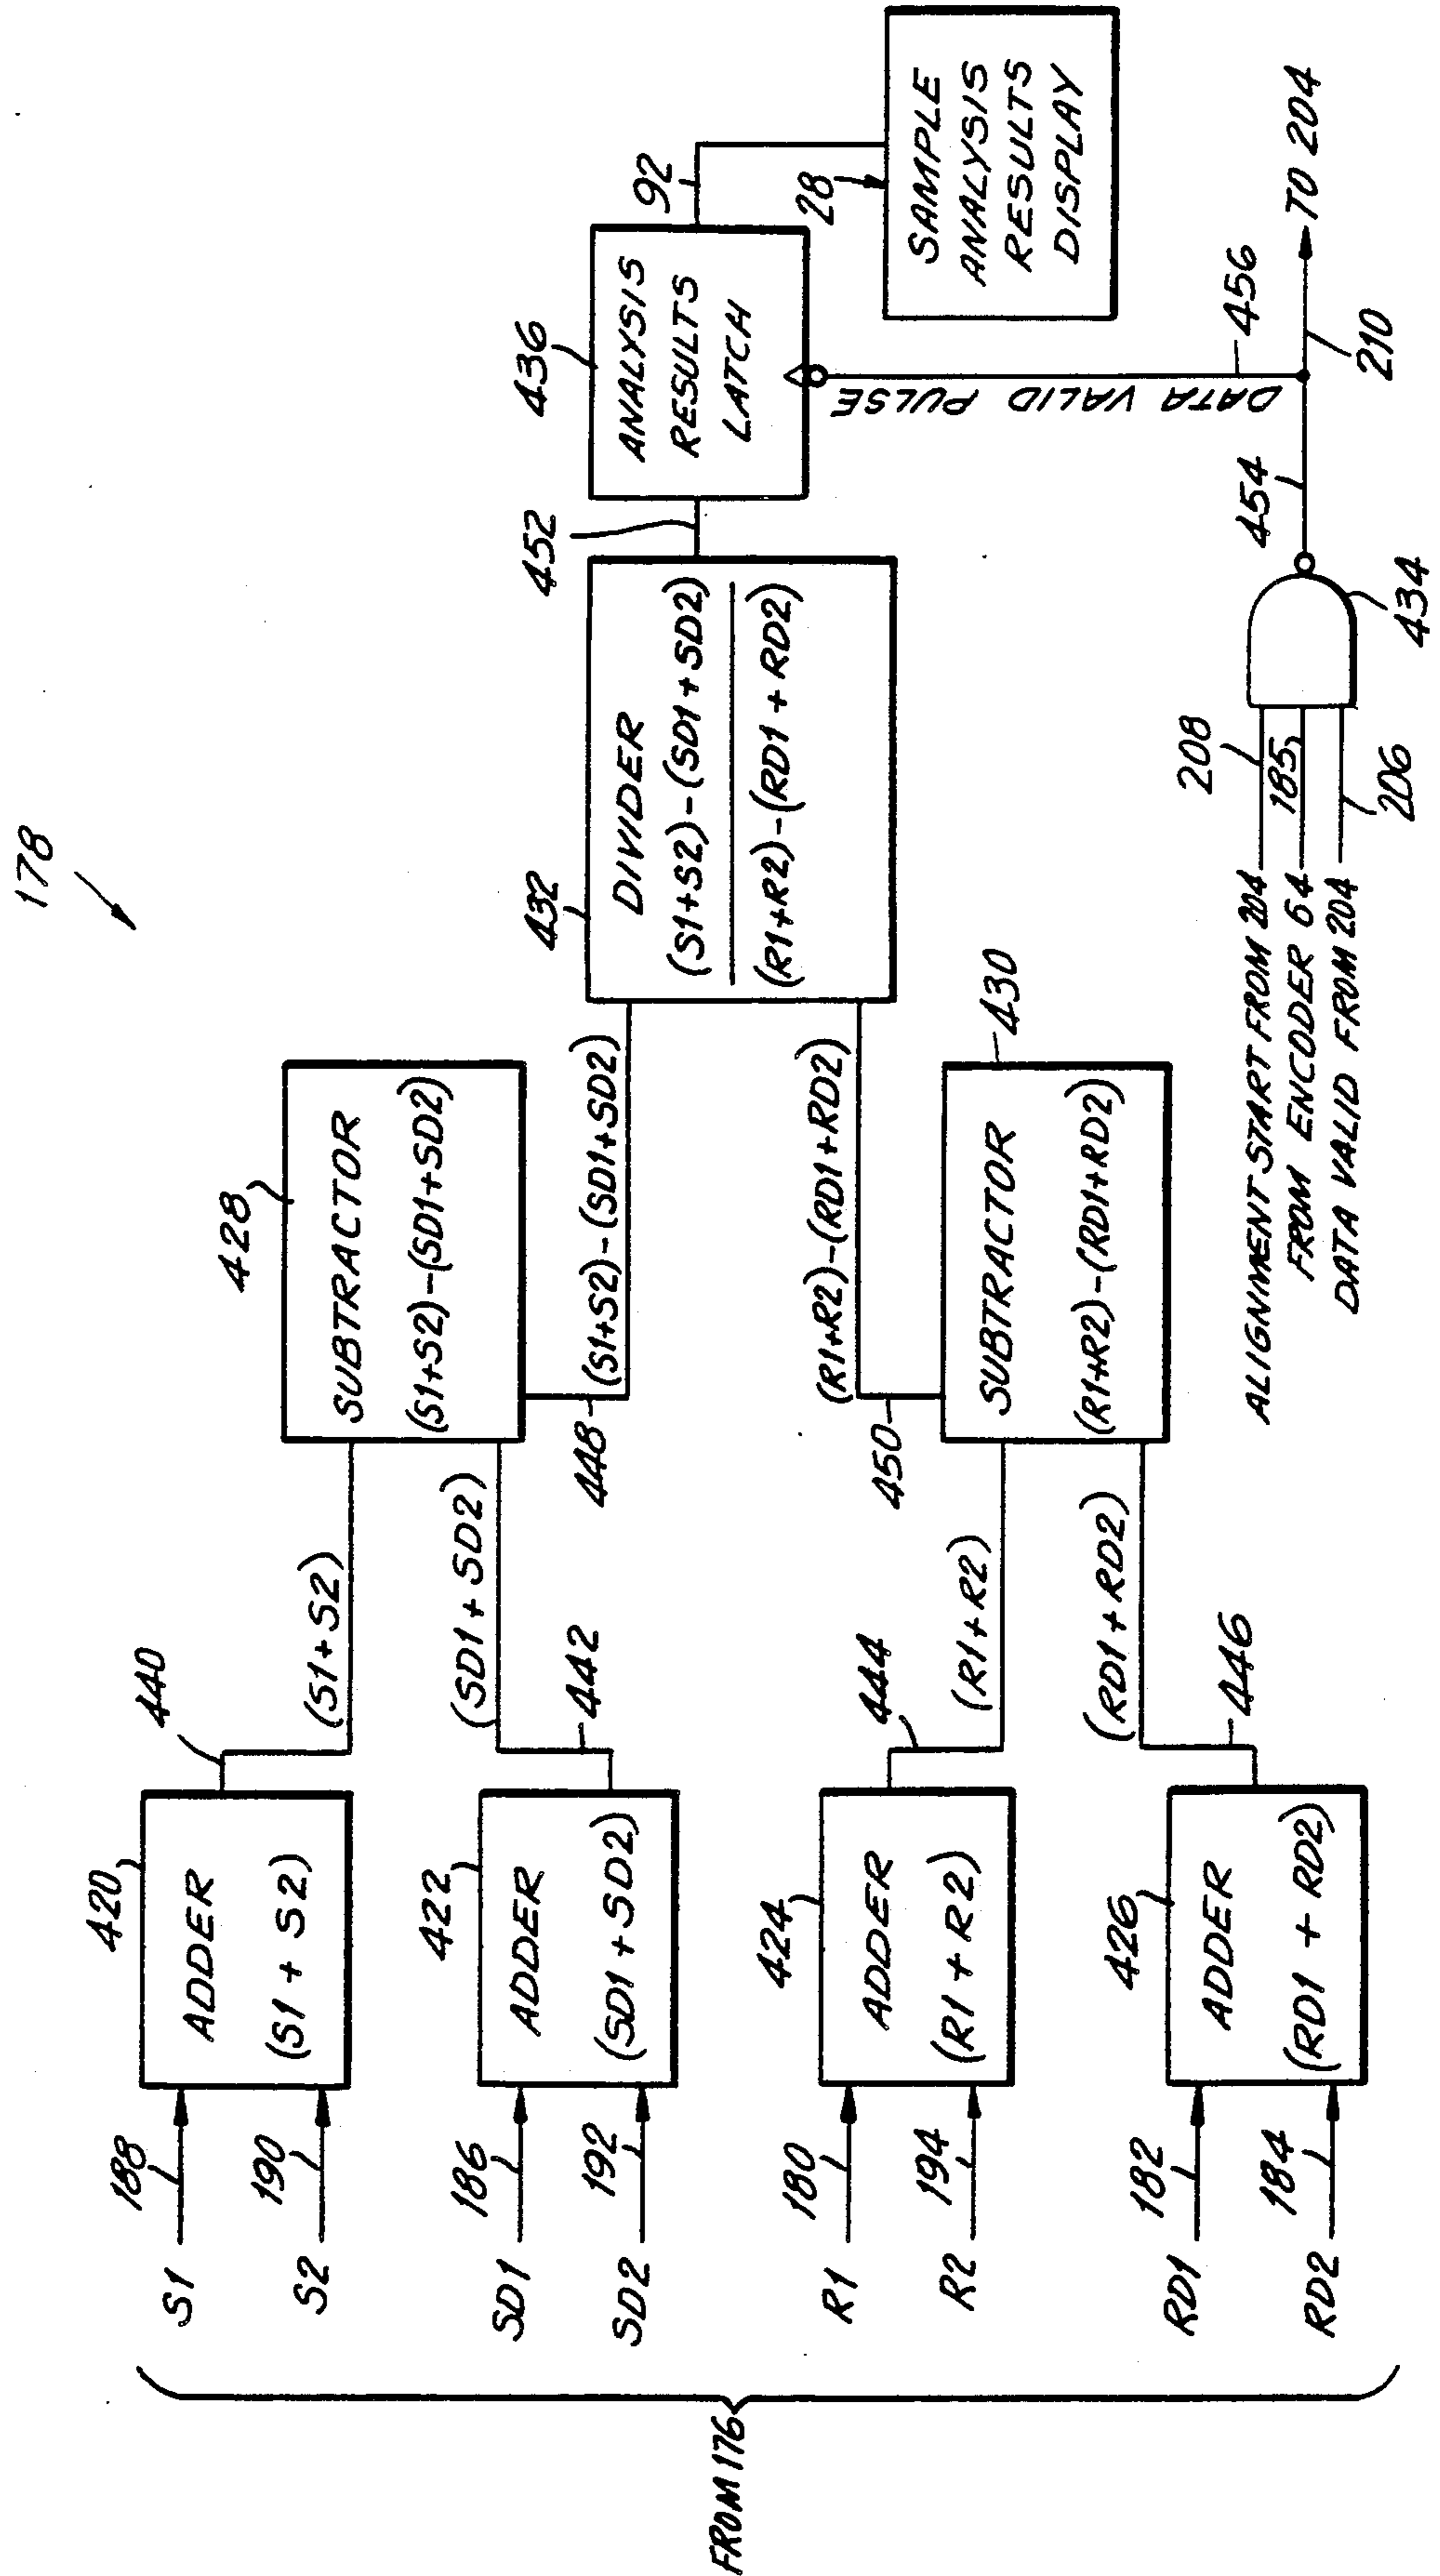 178
FROM 176
S1
188
S2
190
SD1
186
SD2
192
R1
180
R2
194
RD1
182
RD2
184
420
ADDER
(S1 + S2)
422
ADDER
(SD1 + SD2)
424
ADDER
(R1 + R2)
426
ADDER
(RD1 + RD2)
440
(S1 + S2)
(SD1 + SD2)
442
444
(R1+R2)
(RD1+RD2)
446
428
SUBTRACTOR
(S1+S2)-(SD1+SD2)
448
(S1+S2)-(SD1+SD2)
(R1+R2)-(RD1+RD2)
450
430
SUBTRACTOR
(R1+R2)-(RD1+RD2)
432
DIVIDER
(S1+S2)-(SD1+SD2)
(R1+R2)-(RD1+RD2)
452
436
ANALYSIS
RESULTS
LATCH
92
28
SAMPLE
ANALYSIS
RESULTS
DISPLAY
DATA VALID PULSE
456
ALIGNMENT START FROM 204
208
FROM ENCODER 64
185
DATA VALID FROM 204
206
434
454
210
TO 204